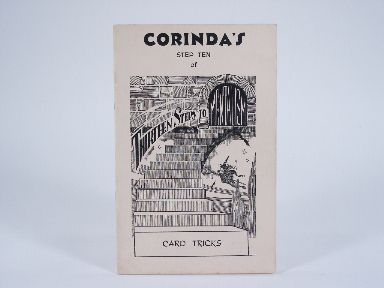 CORINDA'S
STEP TEN
of
THIRTEEN STEPS TO
MENTALISM
CARD TRICKS